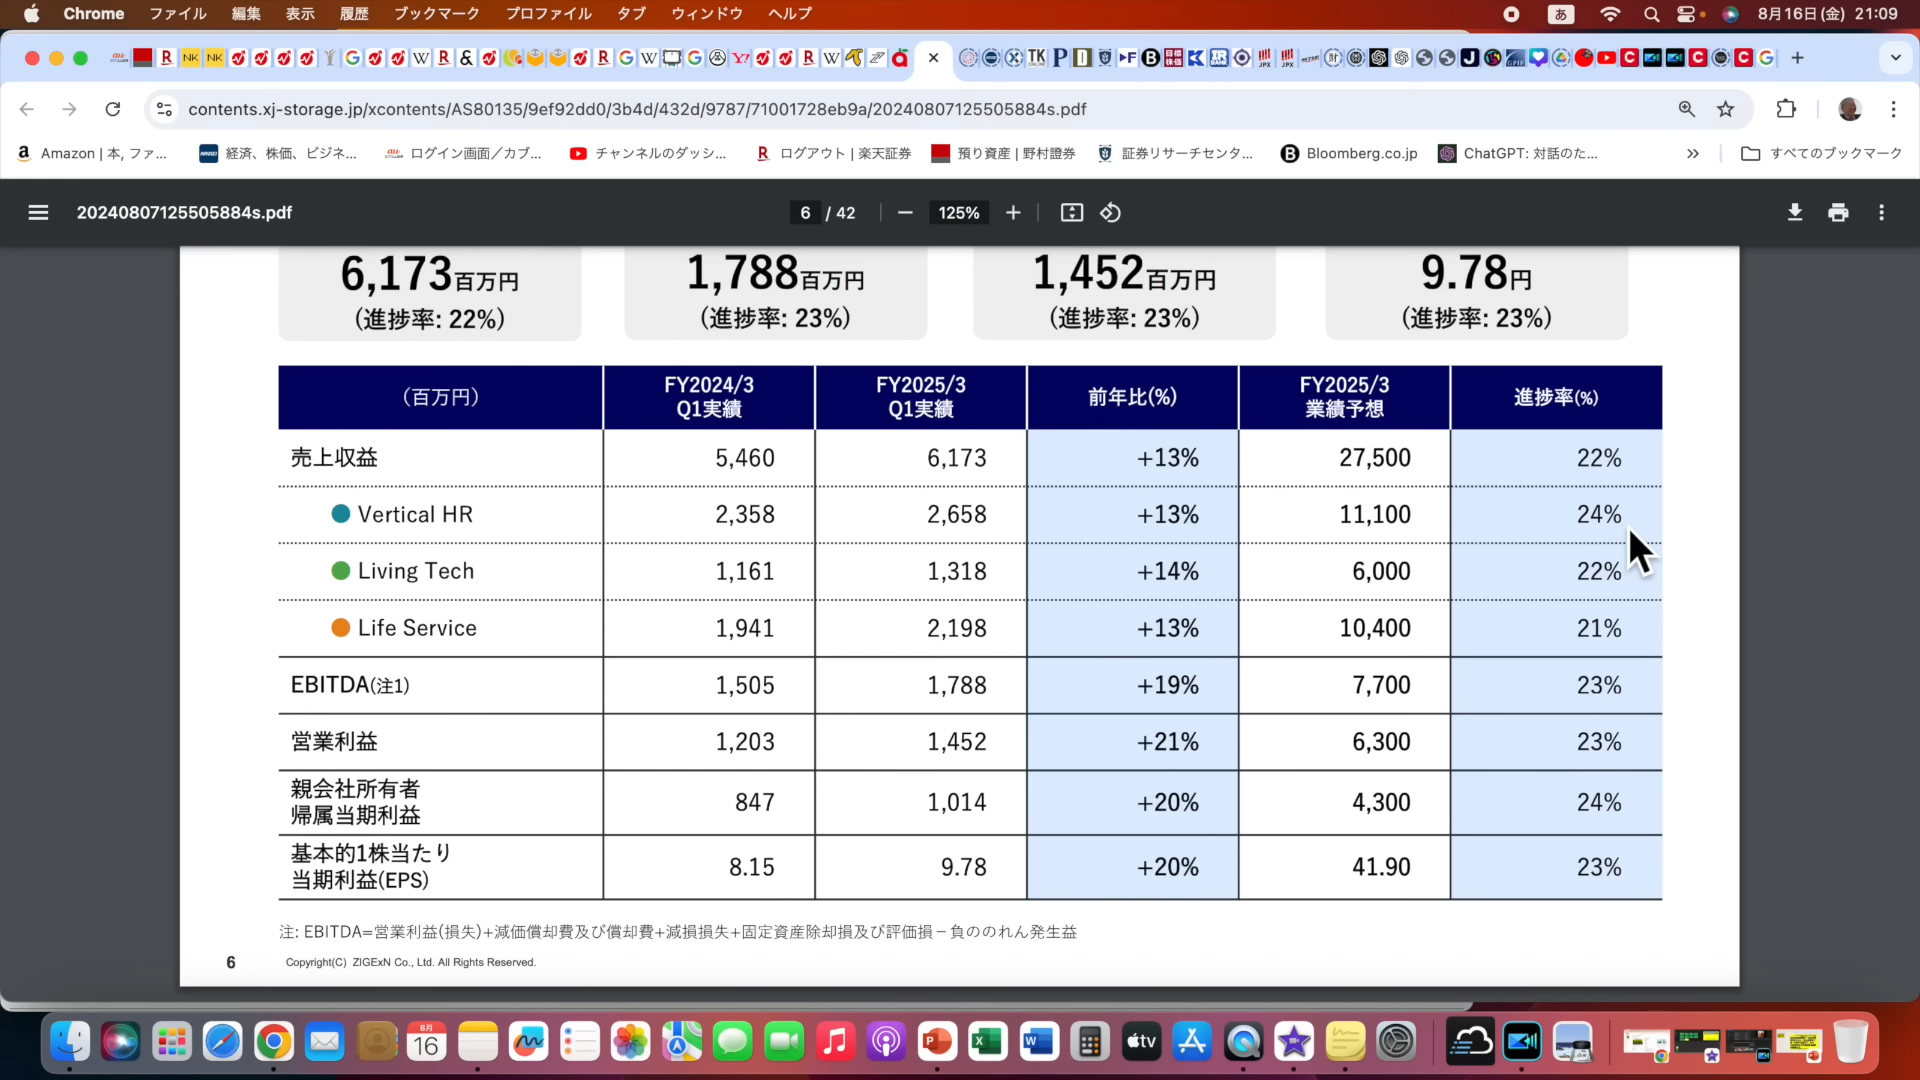 Chrome ファイル 編集 表示 履歴 ブックマーク プロファイル タブ ウィンドウ ヘルプ あ 8月16日(金) 21:09
contents.xj-storage.jp/xcontents/AS80135/9ef92dd0/3b4d/432d/9787/71001728eb9a/20240807125505884s.pdf
Amazon | 本, ファ... 経済、株価、ビジネ... ログイン画面／カブ... チャンネルのダッシ... ログアウト | 楽天証券 預り資産 | 野村證券 証券リサーチセンタ... Bloomberg.co.jp ChatGPT: 対話のた... すべてのブックマーク
20240807125505884s.pdf 6 / 42 125%
6,173百万円 1,788百万円 1,452百万円 9.78円
(進捗率: 22%) (進捗率: 23%) (進捗率: 23%) (進捗率: 23%)
（百万円） FY2024/3 Q1実績 FY2025/3 Q1実績 前年比(%) FY2025/3 業績予想 進捗率(%)
売上収益 5,460 6,173 +13% 27,500 22%
Vertical HR 2,358 2,658 +13% 11,100 24%
Living Tech 1,161 1,318 +14% 6,000 22%
Life Service 1,941 2,198 +13% 10,400 21%
EBITDA(注1) 1,505 1,788 +19% 7,700 23%
営業利益 1,203 1,452 +21% 6,300 23%
親会社所有者帰属当期利益 847 1,014 +20% 4,300 24%
基本的1株当たり当期利益(EPS) 8.15 9.78 +20% 41.90 23%
注: EBITDA=営業利益(損失)+減価償却費及び償却費+減損損失+固定資産除却損及び評価損－負ののれん発生益
6 Copyright(C) ZIGExN Co., Ltd. All Rights Reserved.
8月
16
tv